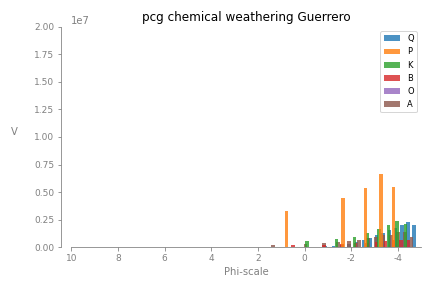 pcg chemical weathering Guerrero
1e7
2.00
1.75
1.50
1.25
1.00
0.75
0.50
0.25
0.00
V
Q
P
K
B
O
A
10 8 6 4 2 0 -2 -4
Phi-scale